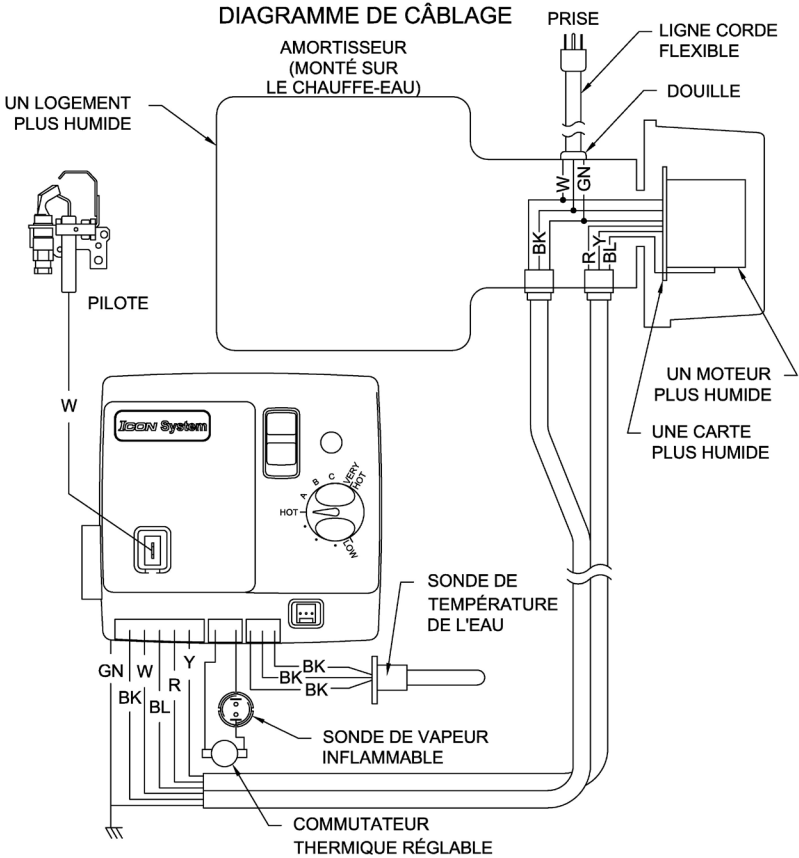 DIAGRAMME DE CÂBLAGE
PRISE
LIGNE CORDE
FLEXIBLE
AMORTISSEUR
(MONTÉ SUR
LE CHAUFFE-EAU)
UN LOGEMENT
PLUS HUMIDE
DOUILLE
W
GN
BK
R
Y
BL
PILOTE
UN MOTEUR
PLUS HUMIDE
UNE CARTE
PLUS HUMIDE
W
ICON System
HOT
A
B
C
VERY
HOT
LOW
SONDE DE
TEMPÉRATURE
DE L'EAU
GN
BK
W
BL
R
Y
BK
BK
BK
SONDE DE VAPEUR
INFLAMMABLE
COMMUTATEUR
THERMIQUE RÉGLABLE